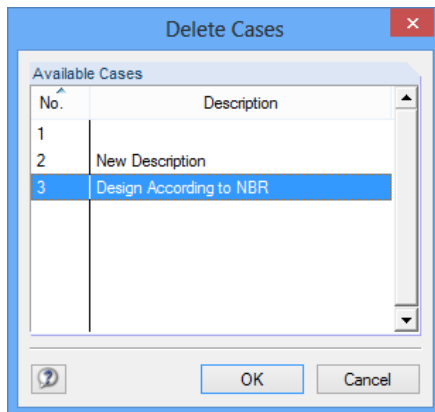 Delete Cases
Available Cases
No. Description
1
2 New Description
3 Design According to NBR
OK Cancel